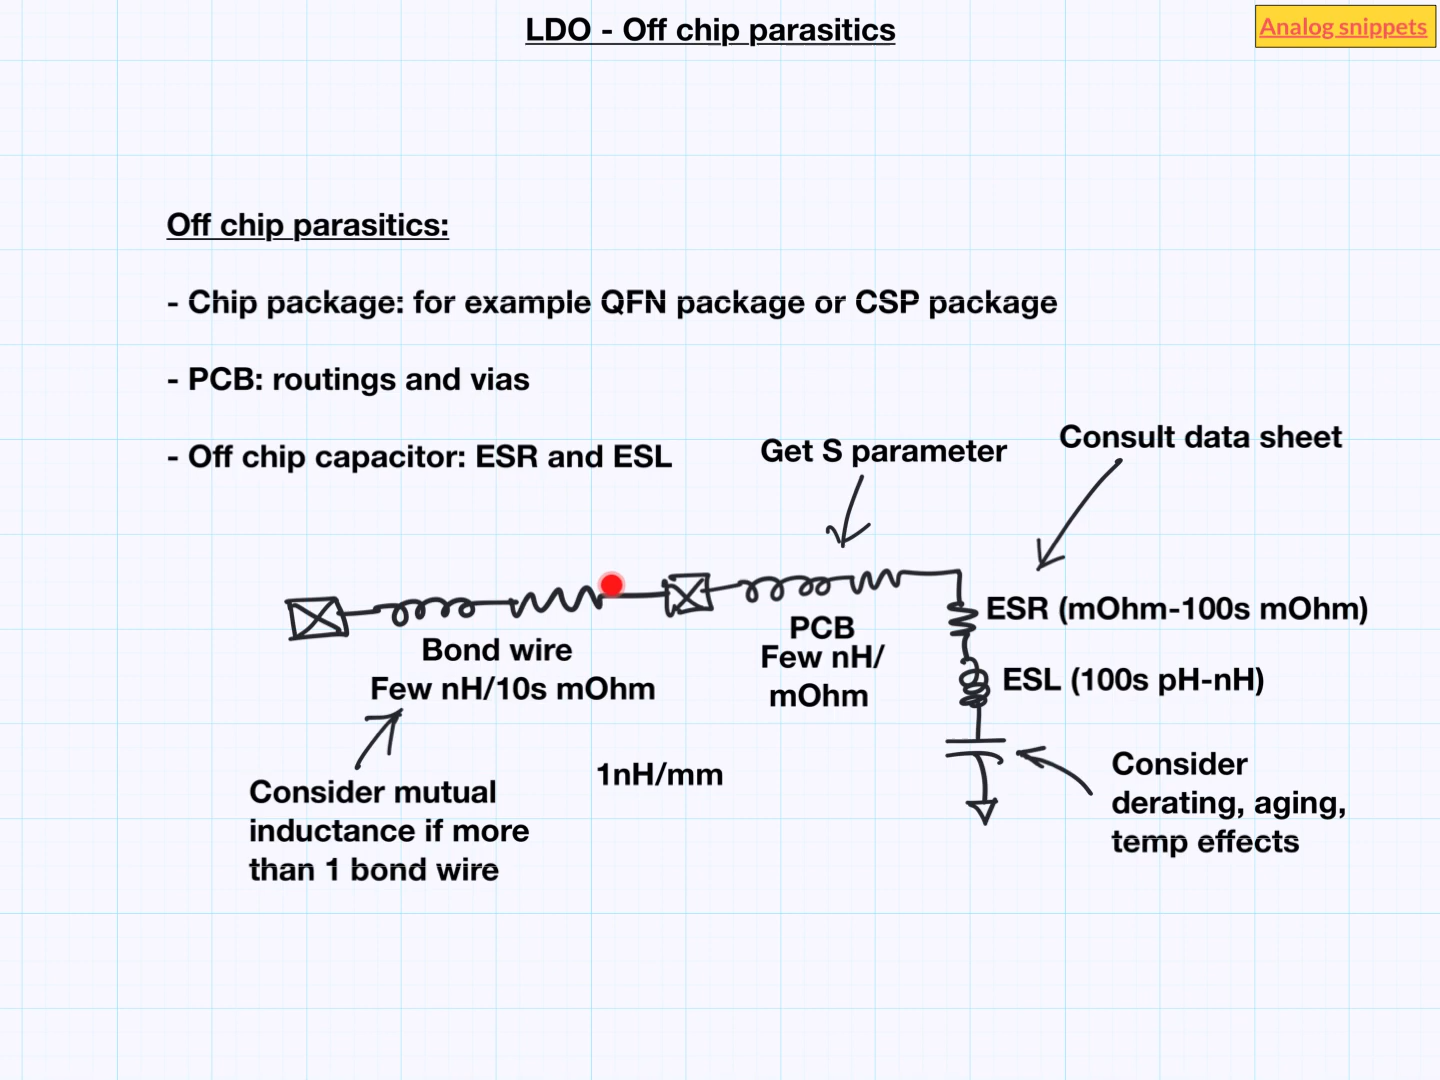 LDO - Off chip parasitics
Analog snippets
Off chip parasitics:
- Chip package: for example QFN package or CSP package
- PCB: routings and vias
- Off chip capacitor: ESR and ESL
Get S parameter
Consult data sheet
Bond wire
Few nH/10s mOhm
PCB
Few nH/
mOhm
ESR (mOhm-100s mOhm)
ESL (100s pH-nH)
1nH/mm
Consider mutual
inductance if more
than 1 bond wire
Consider
derating, aging,
temp effects